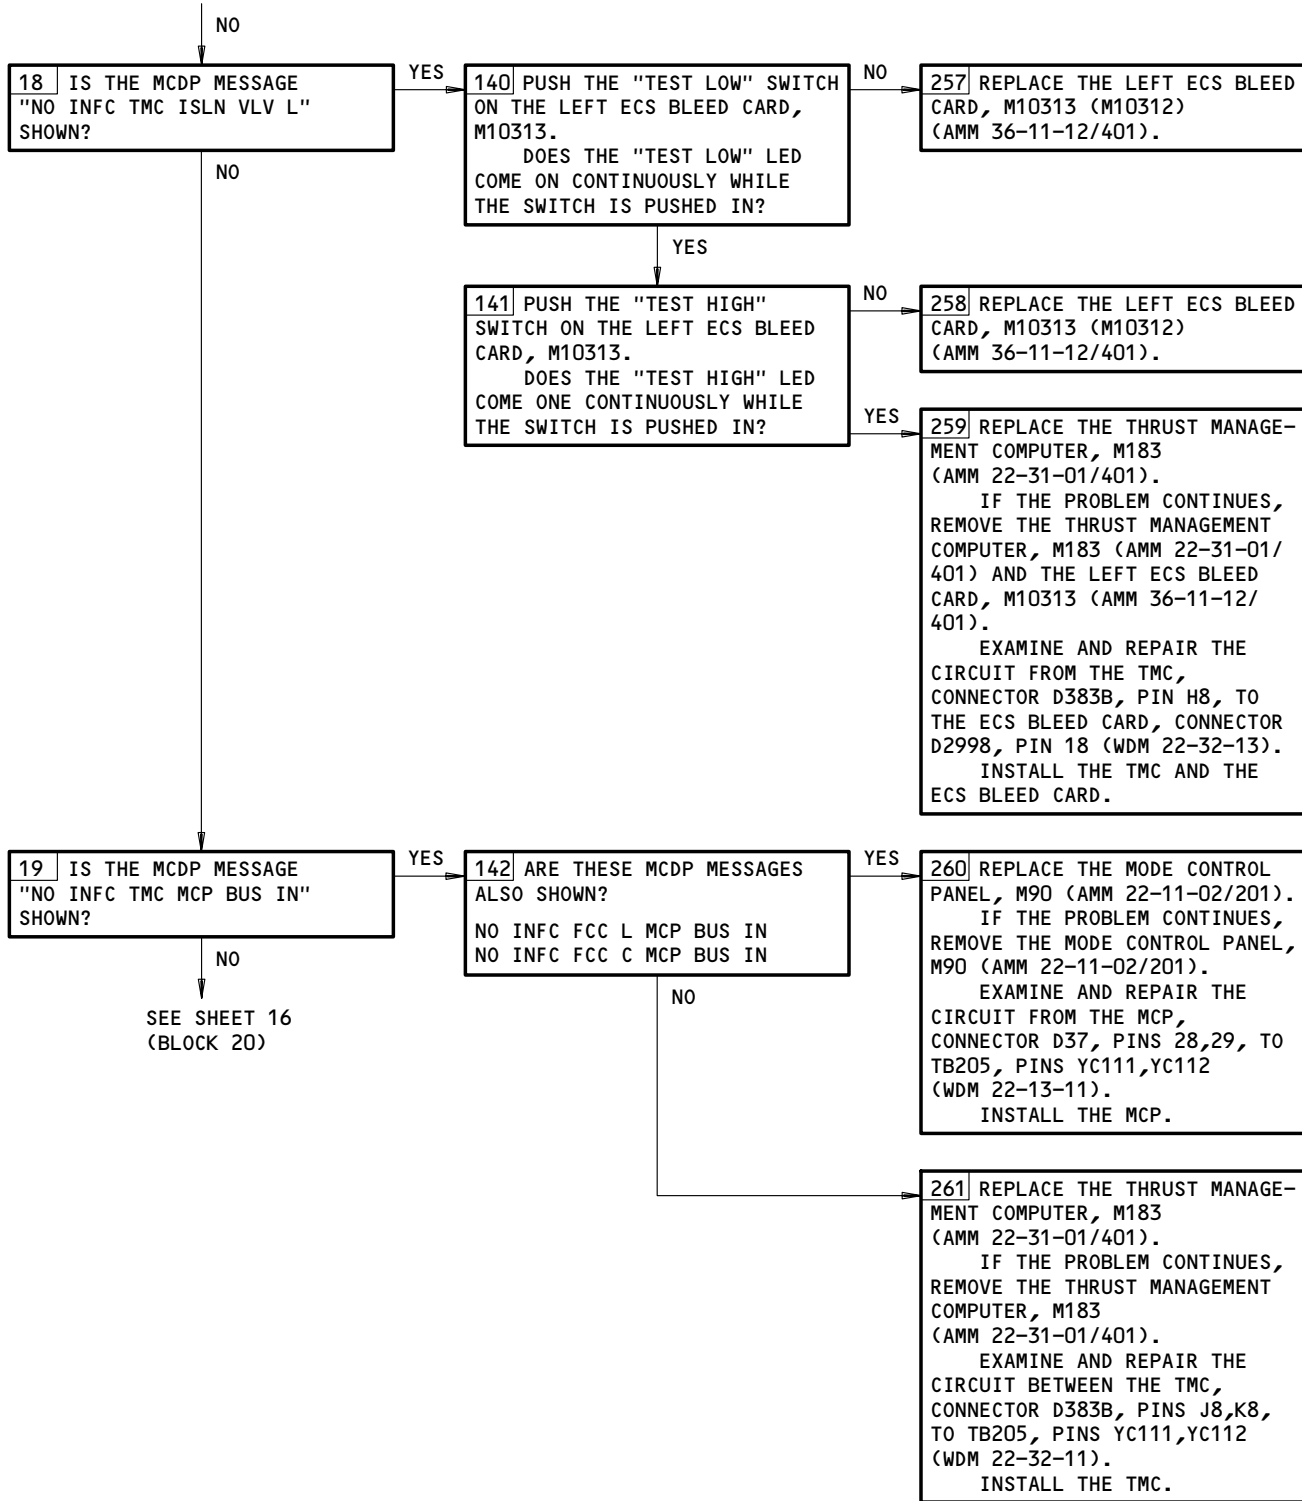 NO
18 IS THE MCDP MESSAGE
"NO INFC TMC ISLN VLV L"
SHOWN?
YES
140 PUSH THE "TEST LOW" SWITCH
ON THE LEFT ECS BLEED CARD,
M10313.
DOES THE "TEST LOW" LED
COME ON CONTINUOUSLY WHILE
THE SWITCH IS PUSHED IN?
NO
257 REPLACE THE LEFT ECS BLEED
CARD, M10313 (M10312)
(AMM 36-11-12/401).
NO
YES
141 PUSH THE "TEST HIGH"
SWITCH ON THE LEFT ECS BLEED
CARD, M10313.
DOES THE "TEST HIGH" LED
COME ONE CONTINUOUSLY WHILE
THE SWITCH IS PUSHED IN?
NO
258 REPLACE THE LEFT ECS BLEED
CARD, M10313 (M10312)
(AMM 36-11-12/401).
YES
259 REPLACE THE THRUST MANAGE-
MENT COMPUTER, M183
(AMM 22-31-01/401).
IF THE PROBLEM CONTINUES,
REMOVE THE THRUST MANAGEMENT
COMPUTER, M183 (AMM 22-31-01/
401) AND THE LEFT ECS BLEED
CARD, M10313 (AMM 36-11-12/
401).
EXAMINE AND REPAIR THE
CIRCUIT FROM THE TMC,
CONNECTOR D383B, PIN H8, TO
THE ECS BLEED CARD, CONNECTOR
D2998, PIN 18 (WDM 22-32-13).
INSTALL THE TMC AND THE
ECS BLEED CARD.
19 IS THE MCDP MESSAGE
"NO INFC TMC MCP BUS IN"
SHOWN?
YES
142 ARE THESE MCDP MESSAGES
ALSO SHOWN?
NO INFC FCC L MCP BUS IN
NO INFC FCC C MCP BUS IN
YES
260 REPLACE THE MODE CONTROL
PANEL, M90 (AMM 22-11-02/201).
IF THE PROBLEM CONTINUES,
REMOVE THE MODE CONTROL PANEL,
M90 (AMM 22-11-02/201).
EXAMINE AND REPAIR THE
CIRCUIT FROM THE MCP,
CONNECTOR D37, PINS 28,29, TO
TB205, PINS YC111,YC112
(WDM 22-13-11).
INSTALL THE MCP.
NO
SEE SHEET 16
(BLOCK 20)
NO
261 REPLACE THE THRUST MANAGE-
MENT COMPUTER, M183
(AMM 22-31-01/401).
IF THE PROBLEM CONTINUES,
REMOVE THE THRUST MANAGEMENT
COMPUTER, M183
(AMM 22-31-01/401).
EXAMINE AND REPAIR THE
CIRCUIT BETWEEN THE TMC,
CONNECTOR D383B, PINS J8,K8,
TO TB205, PINS YC111,YC112
(WDM 22-32-11).
INSTALL THE TMC.